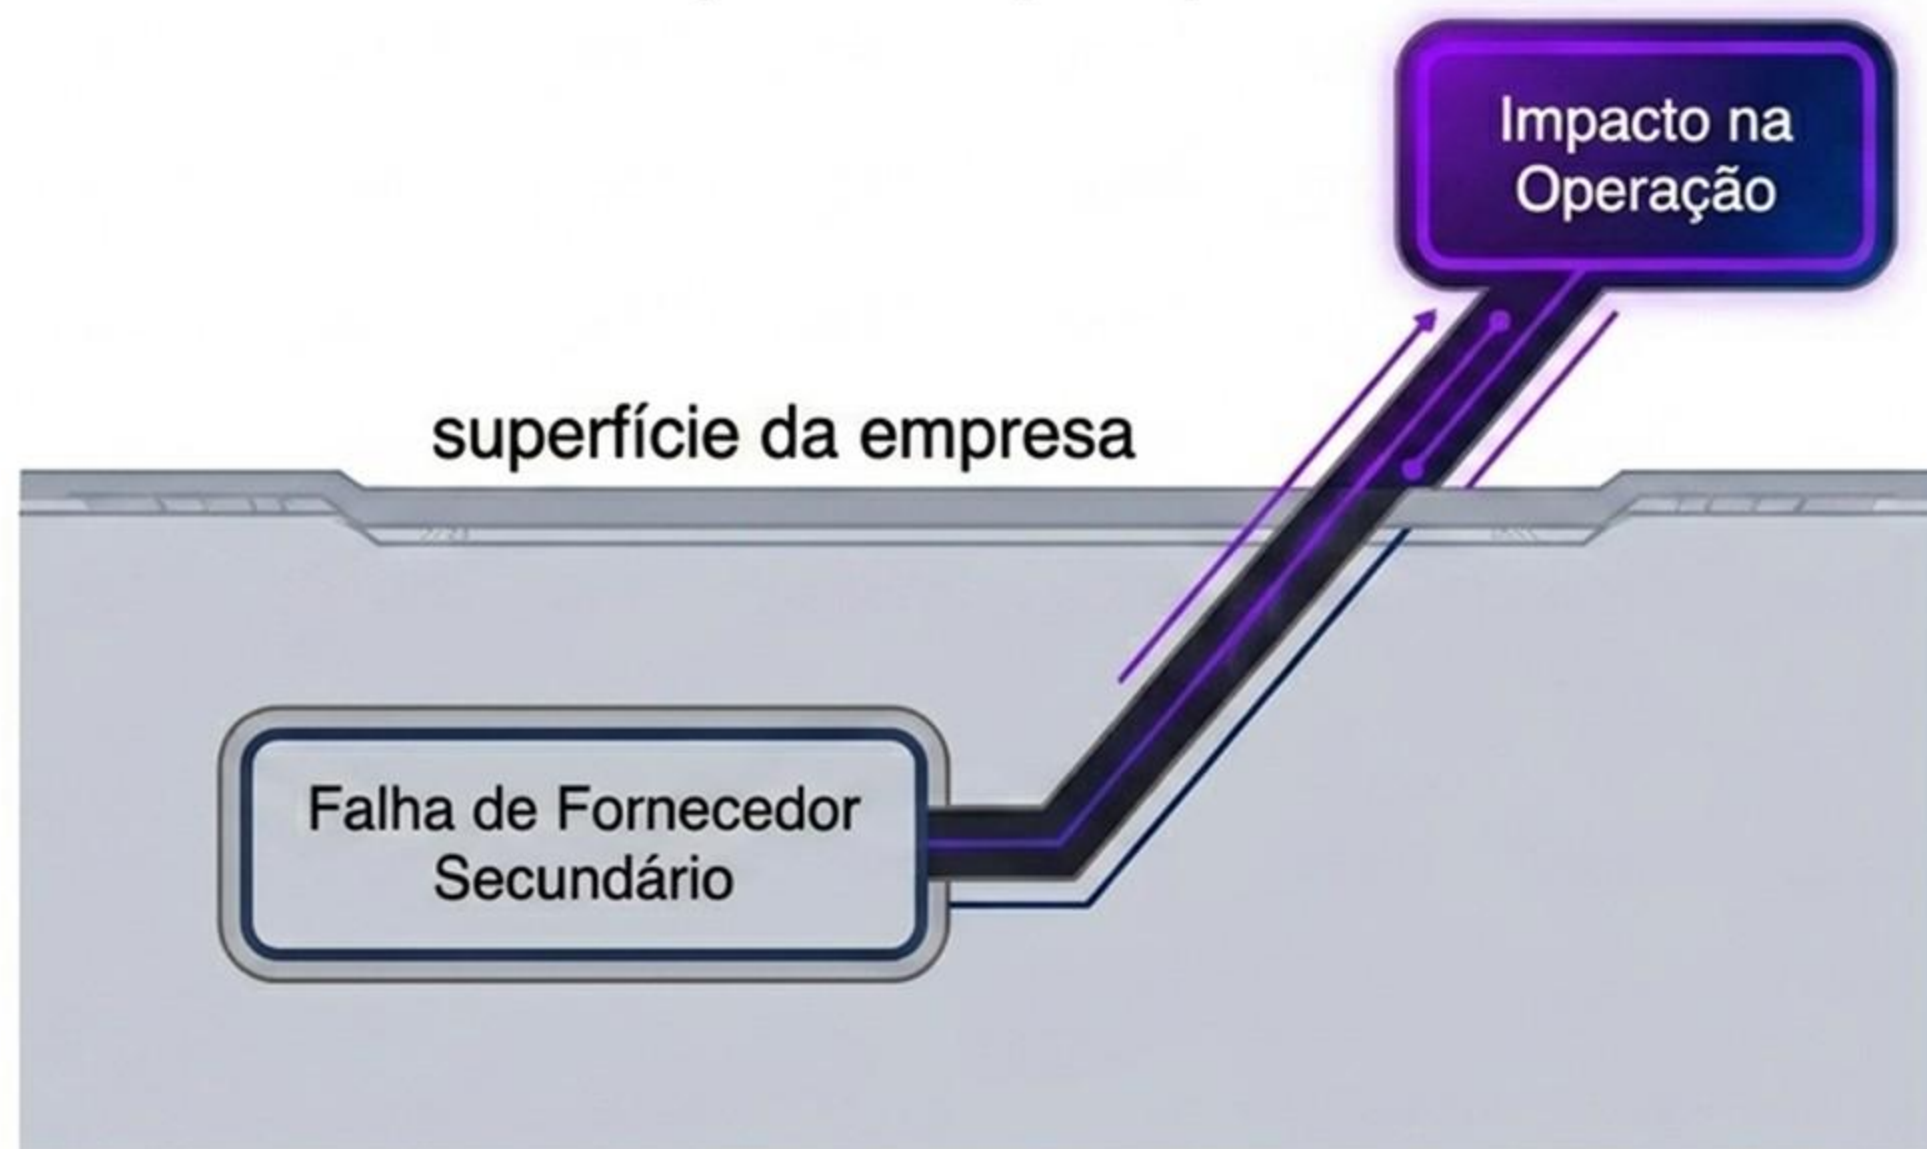 Impacto na
Operação
superfície da empresa
Falha de Fornecedor
Secundário